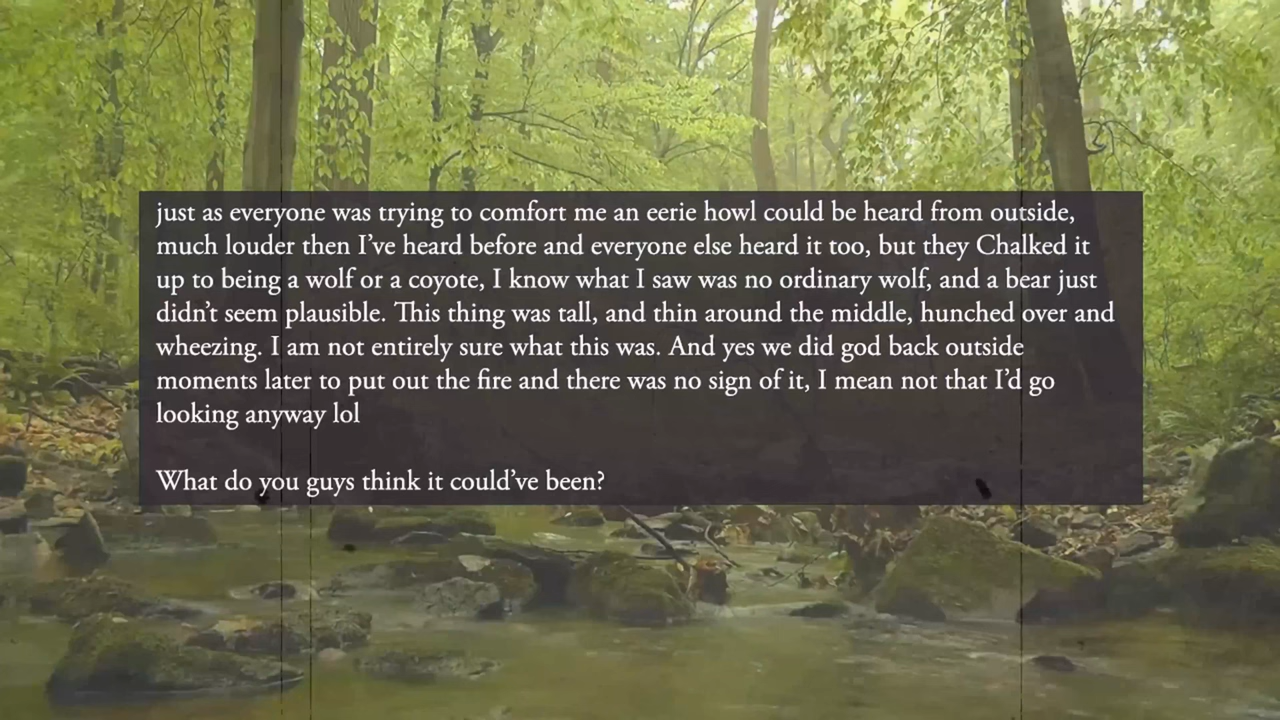 just as everyone was trying to comfort me an eerie howl could be heard from outside,
much louder then I've heard before and everyone else heard it too, but they Chalked it
up to being a wolf or a coyote, I know what I saw was no ordinary wolf, and a bear just
didn't seem plausible. This thing was tall, and thin around the middle, hunched over and
wheezing. I am not entirely sure what this was. And yes we did god back outside
moments later to put out the fire and there was no sign of it, I mean not that I'd go
looking anyway lol
What do you guys think it could've been?